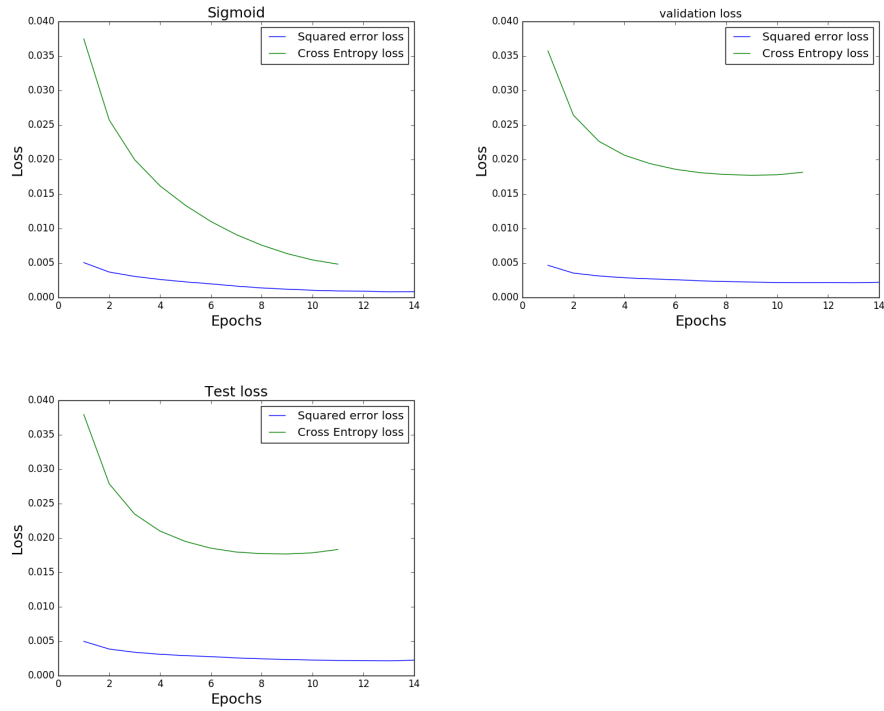 Sigmoid
0.040
0.035
0.030
0.025
0.020
0.015
0.010
0.005
0.000
Loss
Squared error loss
Cross Entropy loss
0 2 4 6 8 10 12 14
Epochs
validation loss
0.040
0.035
0.030
0.025
0.020
0.015
0.010
0.005
0.000
Loss
Squared error loss
Cross Entropy loss
0 2 4 6 8 10 12 14
Epochs
Test loss
0.040
0.035
0.030
0.025
0.020
0.015
0.010
0.005
0.000
Loss
Squared error loss
Cross Entropy loss
0 2 4 6 8 10 12 14
Epochs